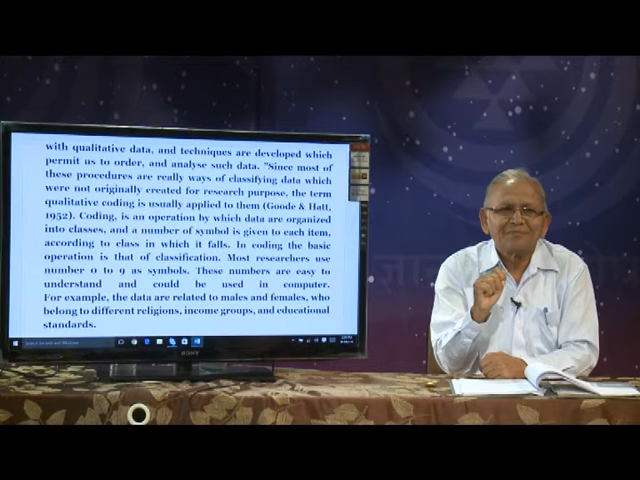 with qualitative data, and techniques are developed which
permit us to order, and analyse such data. "Since most of
these procedures are really ways of classifying data which
were not originally created for research purpose, the term
qualitative coding is usually applied to them (Goode & Hatt,
1952). Coding, is an operation by which data are organized
into classes, and a number of symbol is given to each item,
according to class in which it falls. In coding the basic
operation is that of classification. Most researchers use
number 0 to 9 as symbols. These numbers are easy to
understand and could be used in computer.
For example, the data are related to males and females, who
belong to different religions, income groups, and educational
standards.
SONY